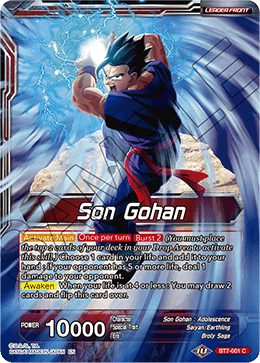 LEADER FRONT
Son Gohan
Activate:Main Once per turn Burst 2 (You must place
the top 2 cards of your deck in your Drop Area to activate
this skill.) Choose 1 card in your life and add it to your
hand, if your opponent has 5 or more life, deal 1
damage to your opponent.
Awaken When your life is at 4 or less : You may draw 2
cards and flip this card over.
POWER 10000
Character Son Gohan : Adolescence
Special Trait Saiyan/Earthling
Era Broly Saga
BT7-001 C